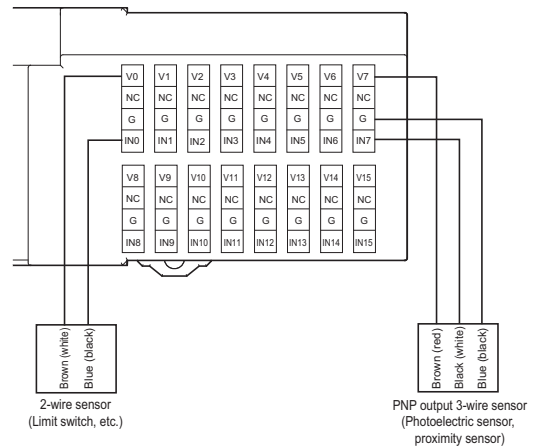 V0 V1 V2 V3 V4 V5 V6 V7
NC NC NC NC NC NC NC NC
G G G G G G G G
IN0 IN1 IN2 IN3 IN4 IN5 IN6 IN7
V8 V9 V10 V11 V12 V13 V14 V15
NC NC NC NC NC NC NC NC
G G G G G G G G
IN8 IN9 IN10 IN11 IN12 IN13 IN14 IN15
Brown (white)
Blue (black)
2-wire sensor
(Limit switch, etc.)
Brown (red)
Black (white)
Blue (black)
PNP output 3-wire sensor
(Photoelectric sensor,
proximity sensor)